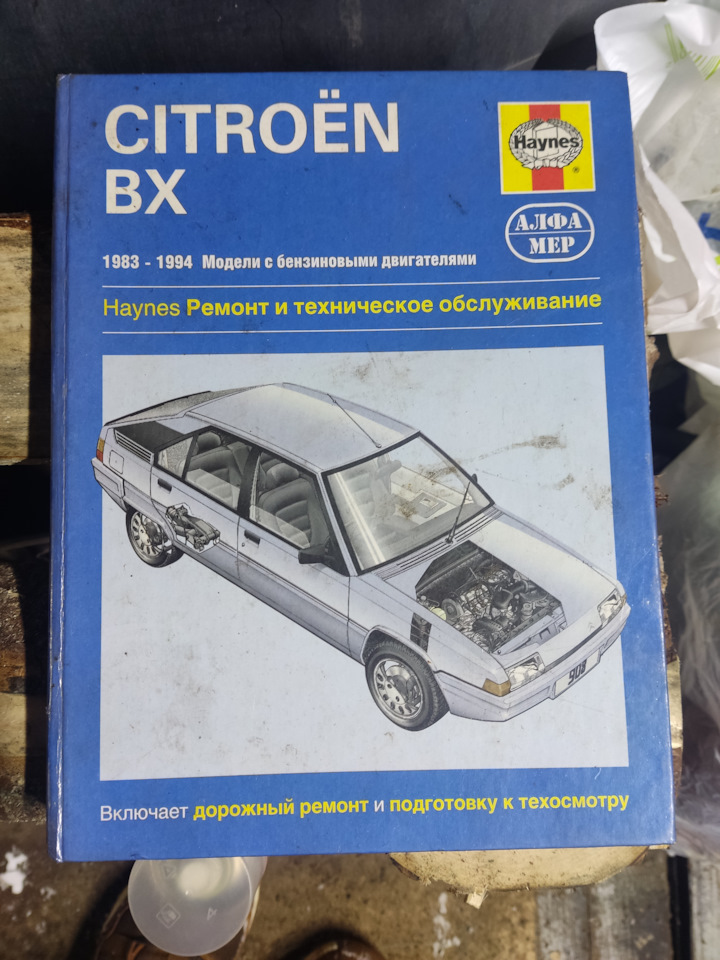 CITROËN
BX
Haynes
®
АЛФА
МЕР
1983 - 1994 Модели с бензиновыми двигателями
Haynes Ремонт и техническое обслуживание
908
Включает дорожный ремонт и подготовку к техосмотру